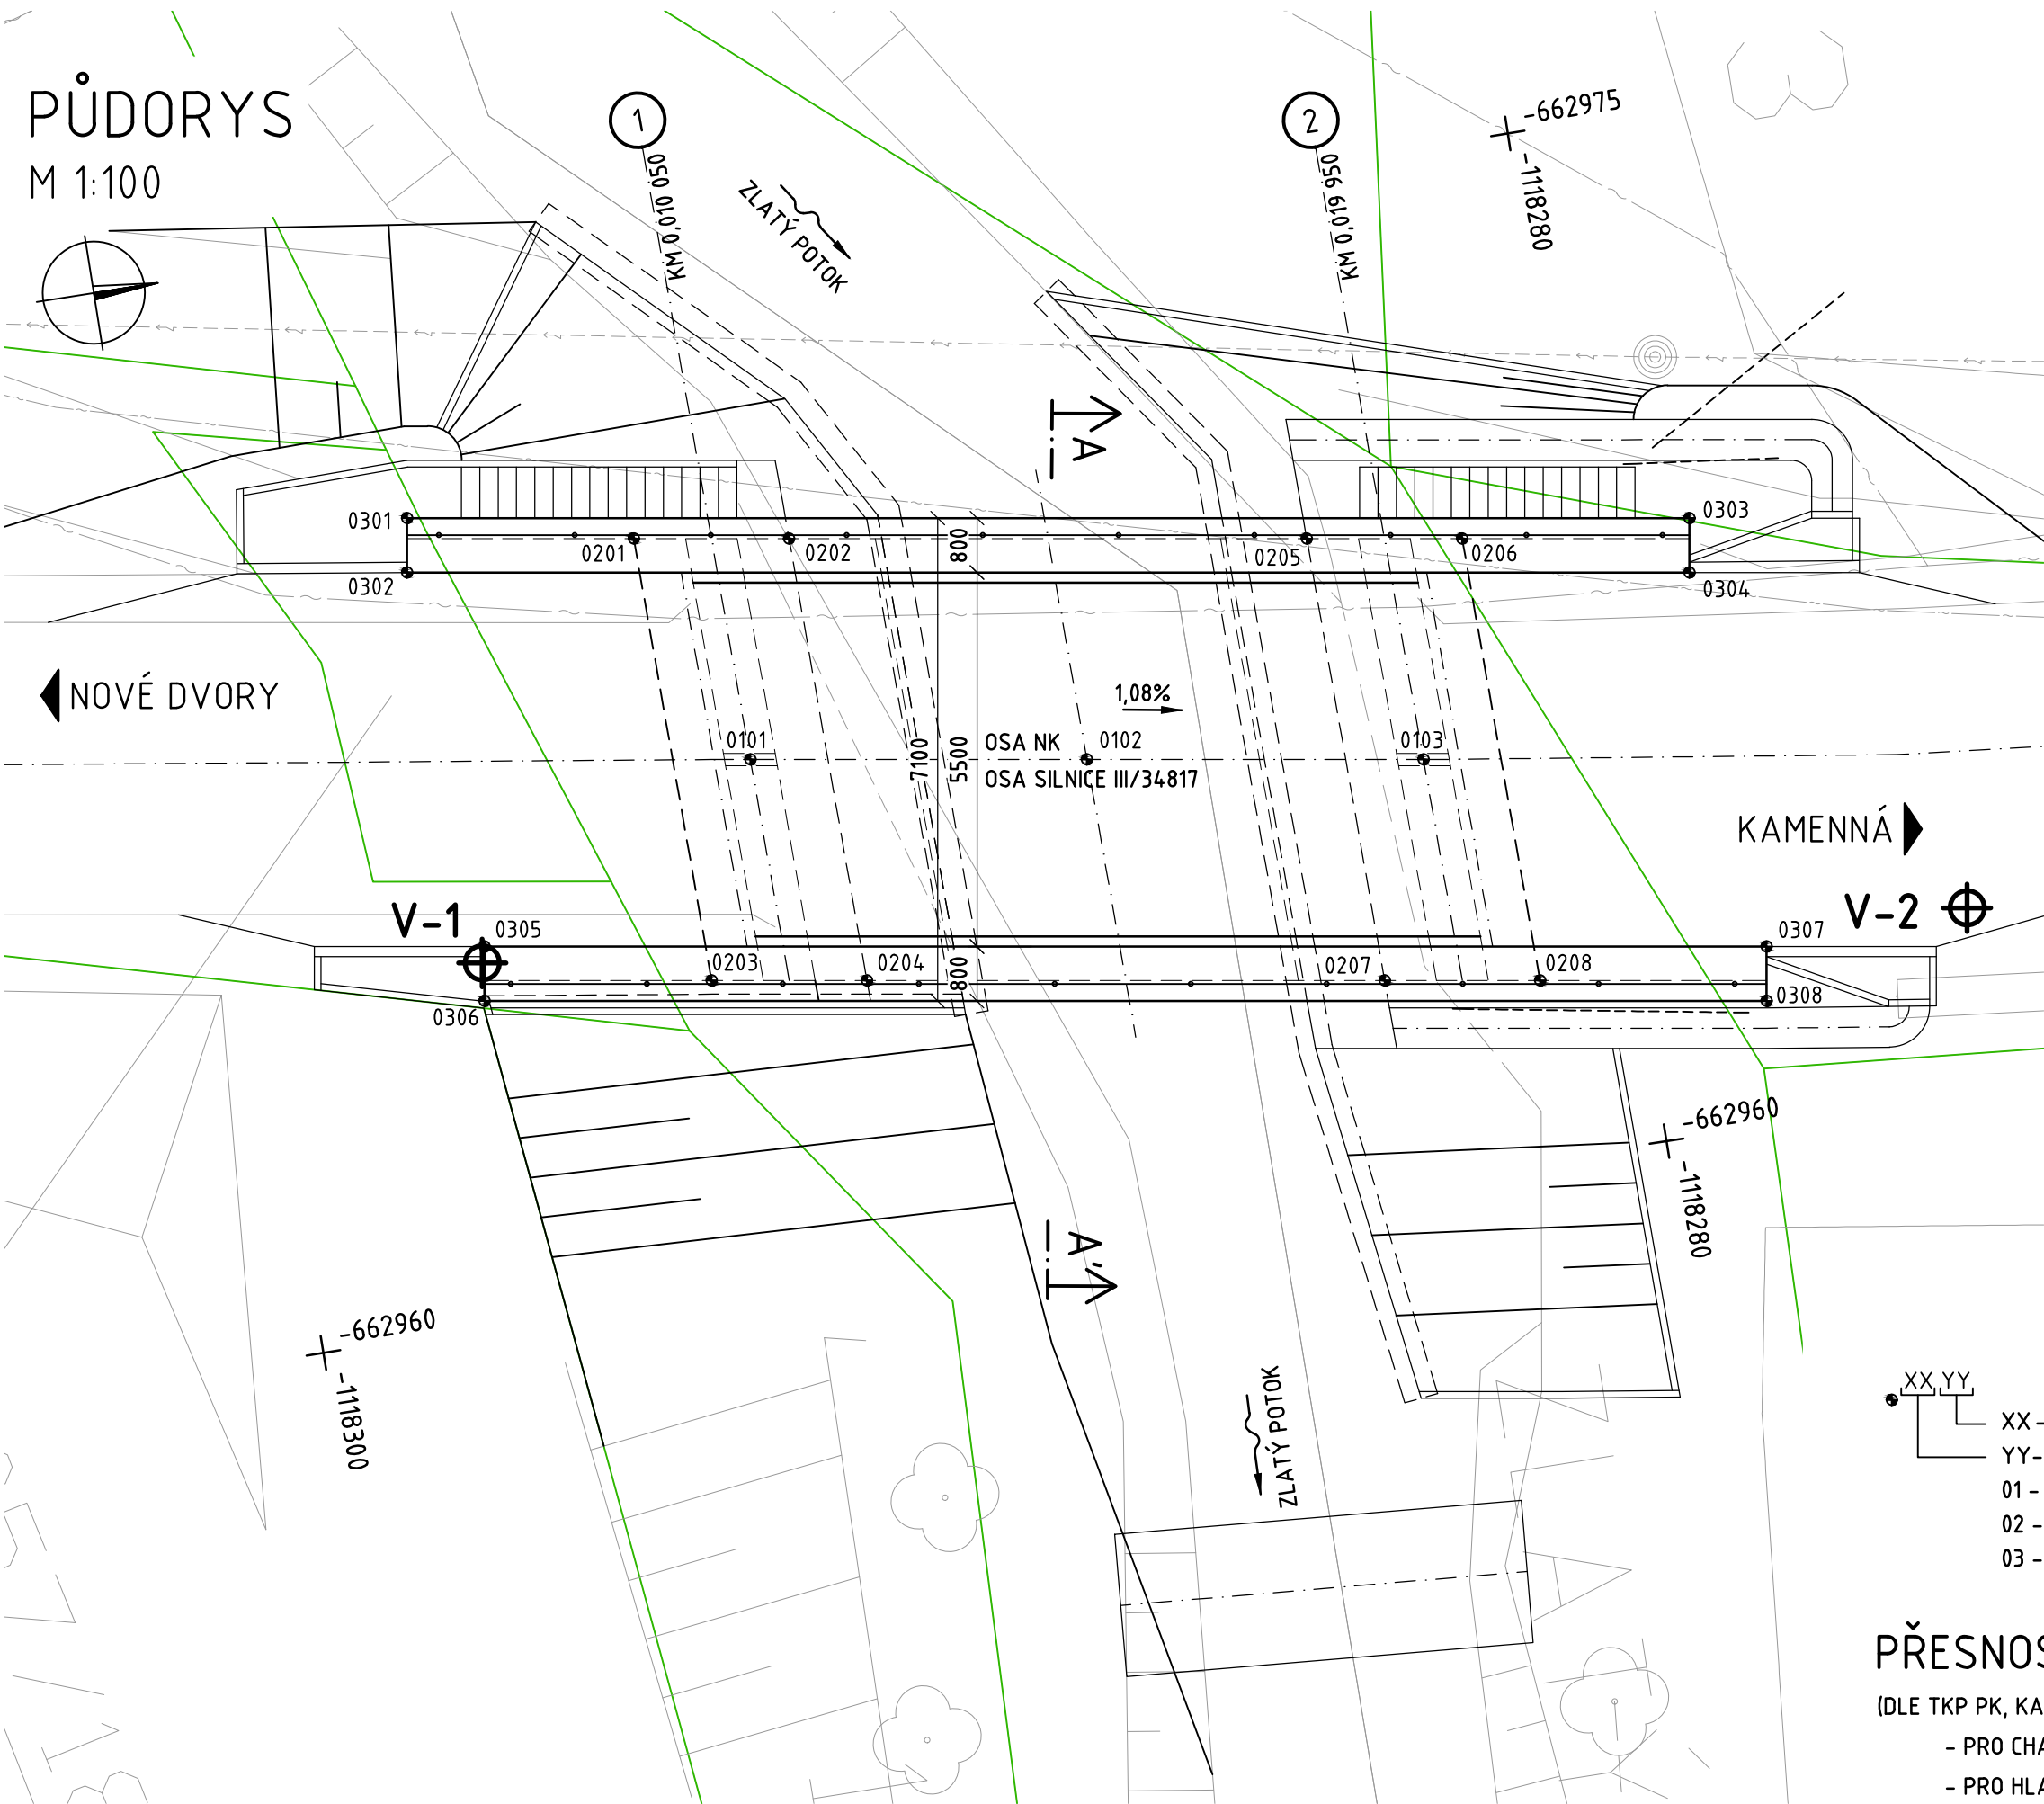 PŮDORYS
M 1:100
1
2
KM 0,010 050
KM 0,019 950
-662975
-1118280
ZLATÝ POTOK
A
0301
0302
0201
0202
800
0205
0206
0303
0304
NOVÉ DVORY
1,08%
0101
7100
5500
OSA NK
0102
0103
OSA SILNICE III/34817
KAMENNÁ
V-1
V-2
0305
0307
0203
0204
800
0207
0208
0306
0308
-662960
-1118280
A'
-662960
-1118300
ZLATÝ POTOK
XX YY
XX-
YY-
01 -
02 -
03 -
PŘESNOS
(DLE TKP PK, KA
- PRO CHA
- PRO HLA